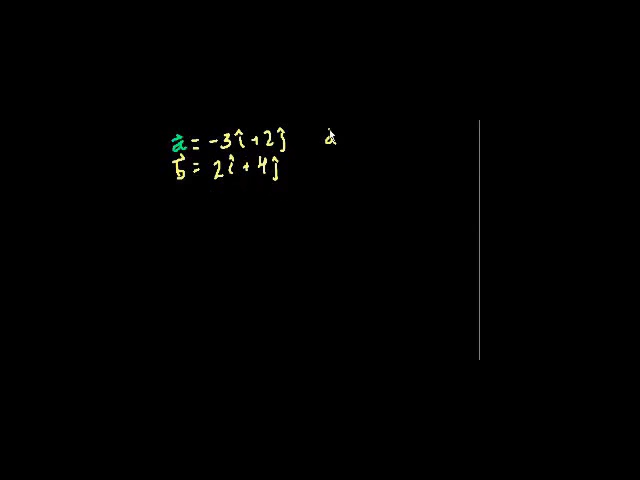 a⃗ = -3î + 2ĵ
b⃗ = 2î + 4ĵ